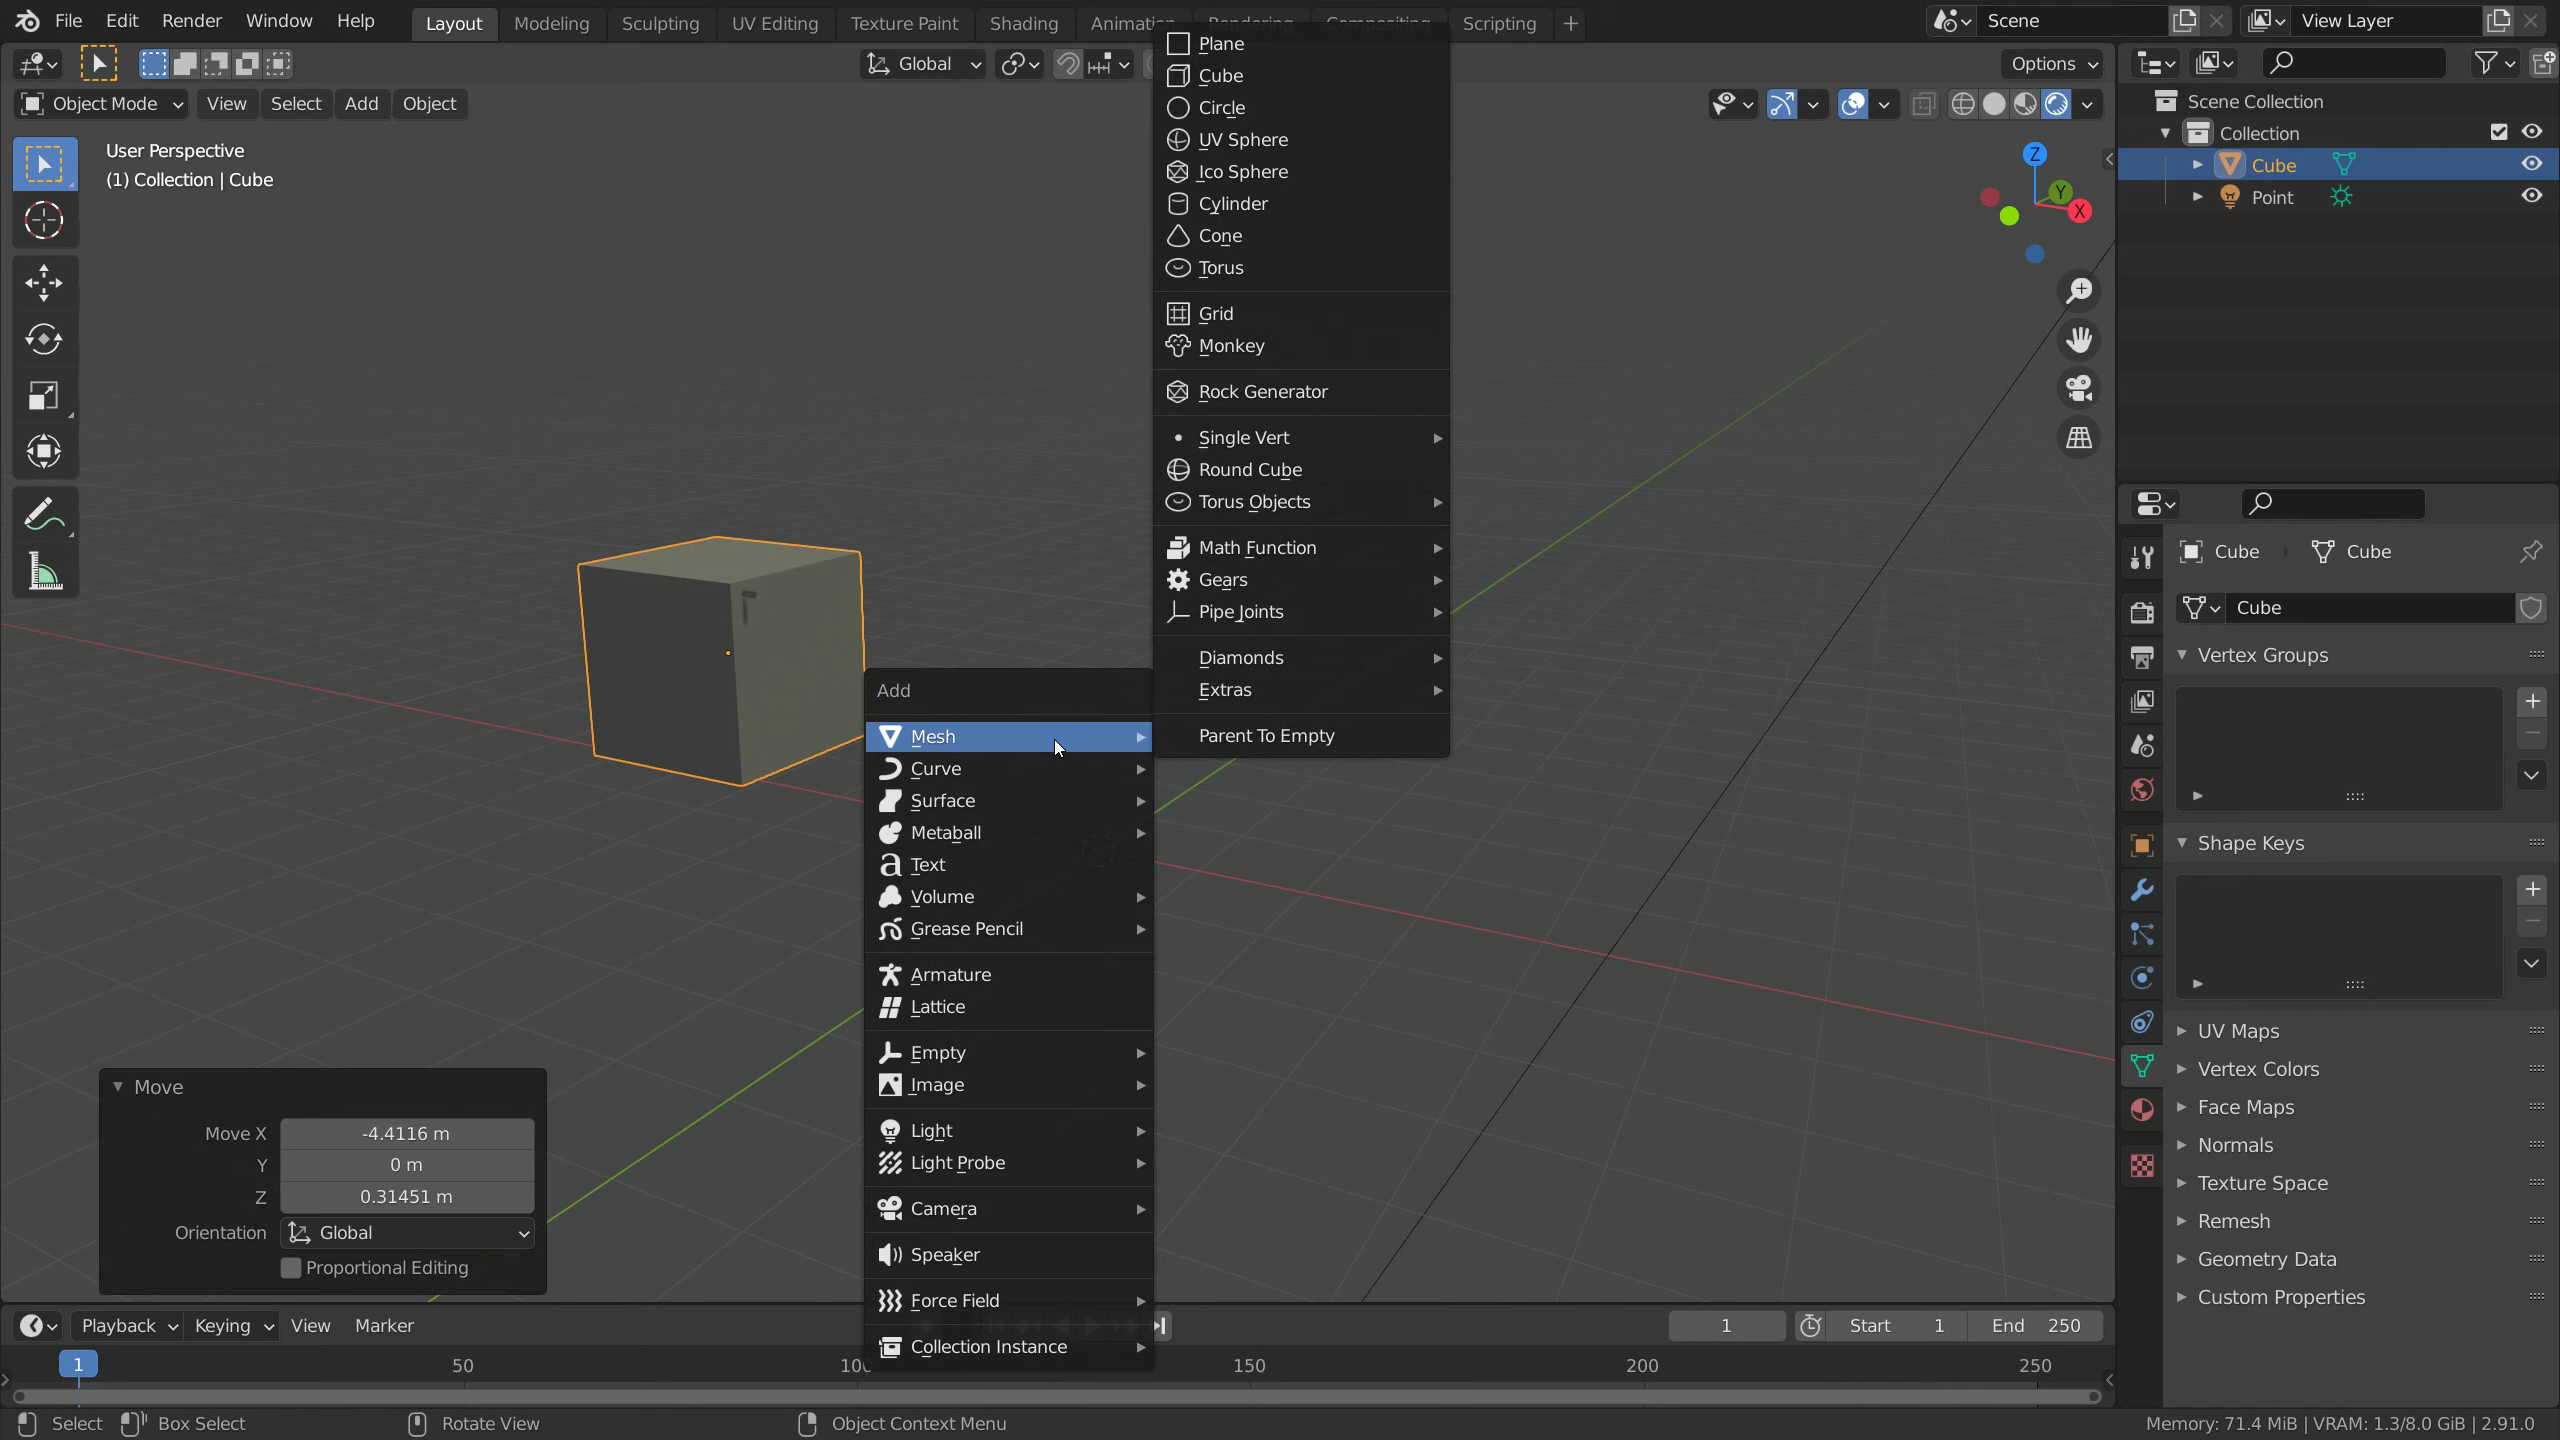 File Edit Render Window Help Layout Modeling Sculpting UV Editing Texture Paint Shading Animation Rendering Compositing Scripting + Scene View Layer
Global Options
Object Mode View Select Add Object
User Perspective
(1) Collection | Cube
Z
Y
X
Plane
Cube
Circle
UV Sphere
Ico Sphere
Cylinder
Cone
Torus
Grid
Monkey
Rock Generator
Single Vert
Round Cube
Torus Objects
Math Function
Gears
Pipe Joints
Diamonds
Extras
Parent To Empty
Add
Mesh
Curve
Surface
Metaball
Text
Volume
Grease Pencil
Armature
Lattice
Empty
Image
Light
Light Probe
Camera
Speaker
Force Field
Collection Instance
Move
Move X -4.4116 m
Y 0 m
Z 0.31451 m
Orientation Global
Proportional Editing
Scene Collection
Collection
Cube
Point
Cube Cube
Cube
Vertex Groups
Shape Keys
UV Maps
Vertex Colors
Face Maps
Normals
Texture Space
Remesh
Geometry Data
Custom Properties
Playback Keying View Marker 1 Start 1 End 250
1 50 100 150 200 250
Select Box Select Rotate View Object Context Menu Memory: 71.4 MiB | VRAM: 1.3/8.0 GiB | 2.91.0